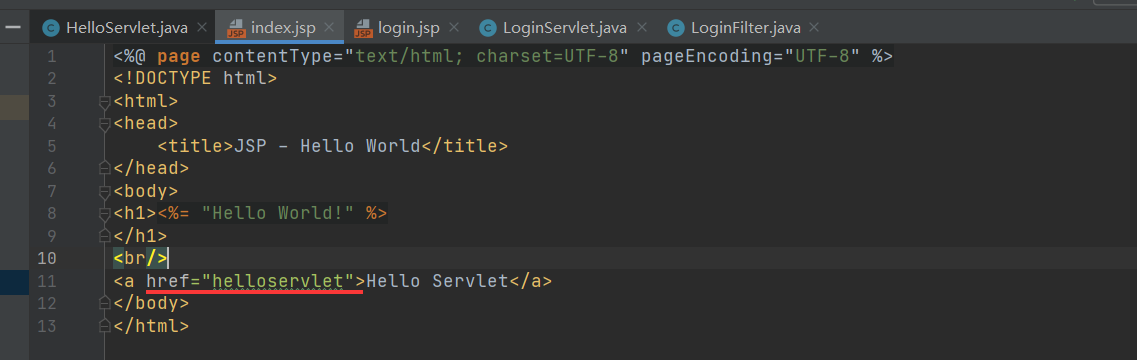 HelloServlet.java index.jsp login.jsp LoginServlet.java LoginFilter.java
1 <%@ page contentType="text/html; charset=UTF-8" pageEncoding="UTF-8" %>
2 <!DOCTYPE html>
3 <html>
4 <head>
5 <title>JSP - Hello World</title>
6 </head>
7 <body>
8 <h1><%= "Hello World!" %>
9 </h1>
10 <br/>
11 <a href="helloservlet">Hello Servlet</a>
12 </body>
13 </html>